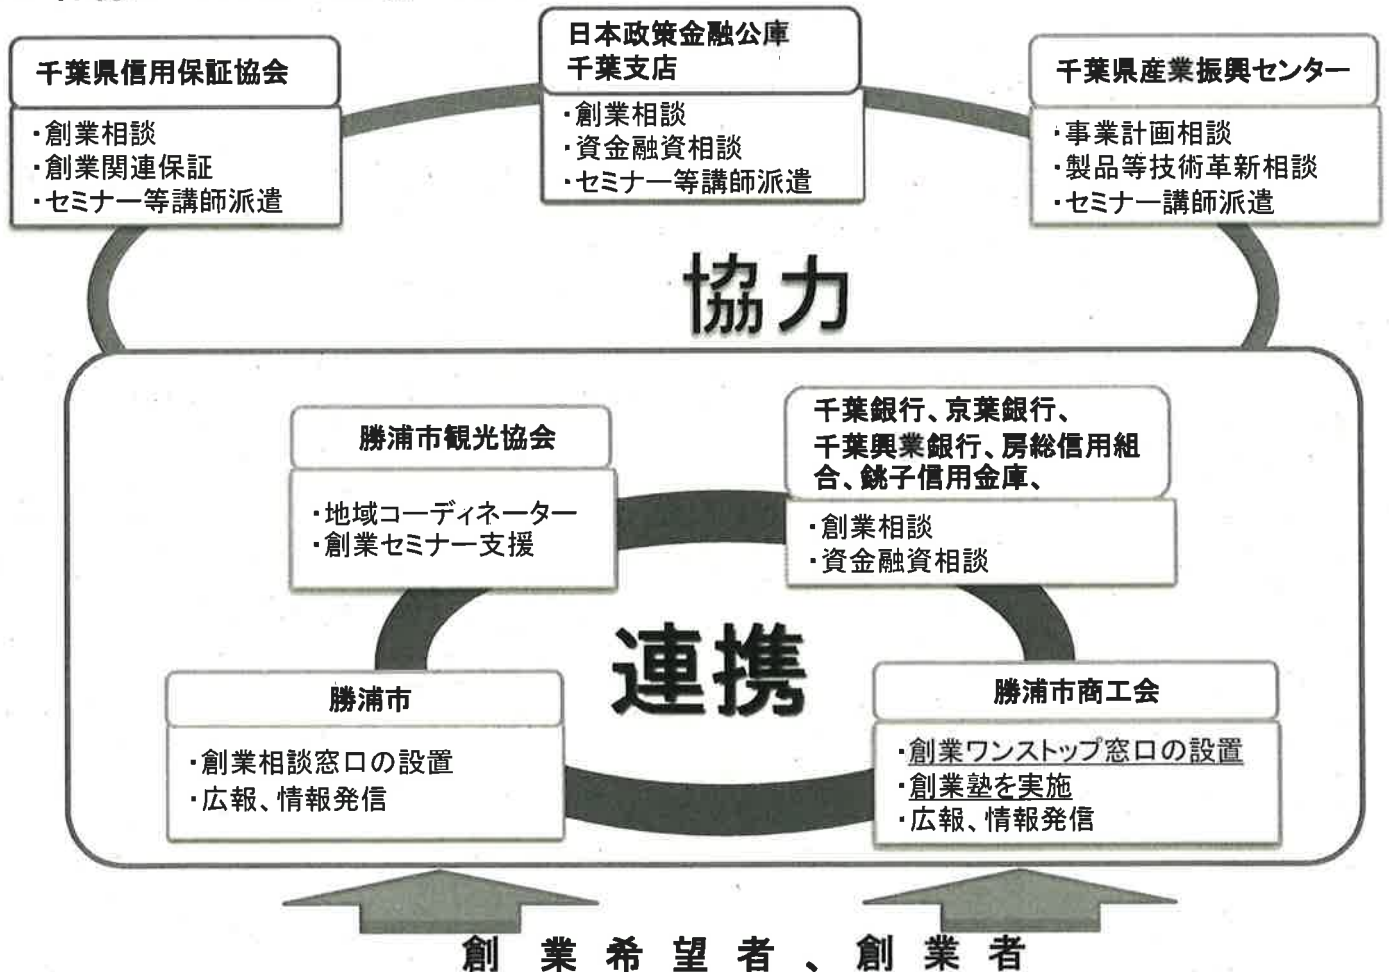 千葉県信用保証協会
・創業相談
・創業関連保証
・セミナー等講師派遣
日本政策金融公庫
千葉支店
・創業相談
・資金融資相談
・セミナー等講師派遣
千葉県産業振興センター
・事業計画相談
・製品等技術革新相談
・セミナー講師派遣
協力
勝浦市観光協会
・地域コーディネーター
・創業セミナー支援
千葉銀行、京葉銀行、
千葉興業銀行、房総信用組
合、銚子信用金庫、
・創業相談
・資金融資相談
連携
勝浦市
・創業相談窓口の設置
・広報、情報発信
勝浦市商工会
・創業ワンストップ窓口の設置
・創業塾を実施
・広報、情報発信
創業希望者、創業者